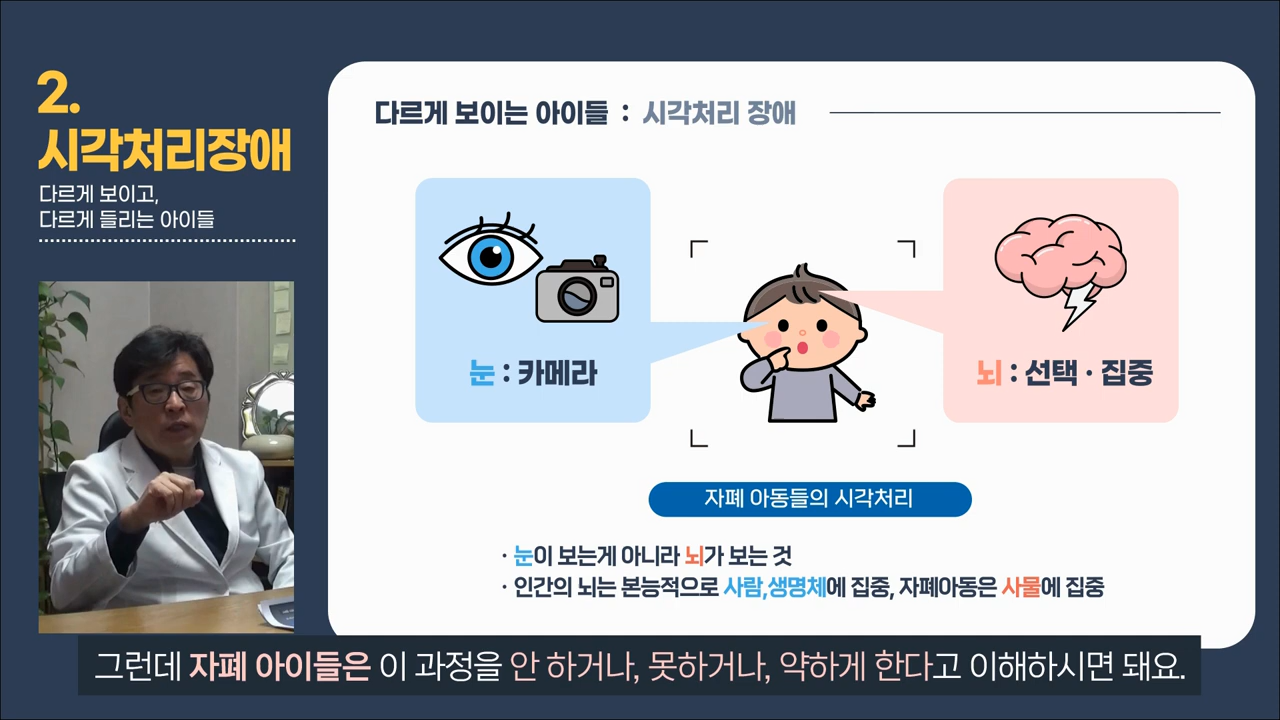 2.
시각처리장애
다르게 보이고,
다르게 들리는 아이들
다르게 보이는 아이들 : 시각처리 장애
눈 : 카메라
뇌 : 선택 · 집중
자폐 아동들의 시각처리
· 눈이 보는게 아니라 뇌가 보는 것
· 인간의 뇌는 본능적으로 사람,생명체에 집중, 자폐아동은 사물에 집중
그런데 자폐 아이들은 이 과정을 안 하거나, 못하거나, 약하게 한다고 이해하시면 돼요.